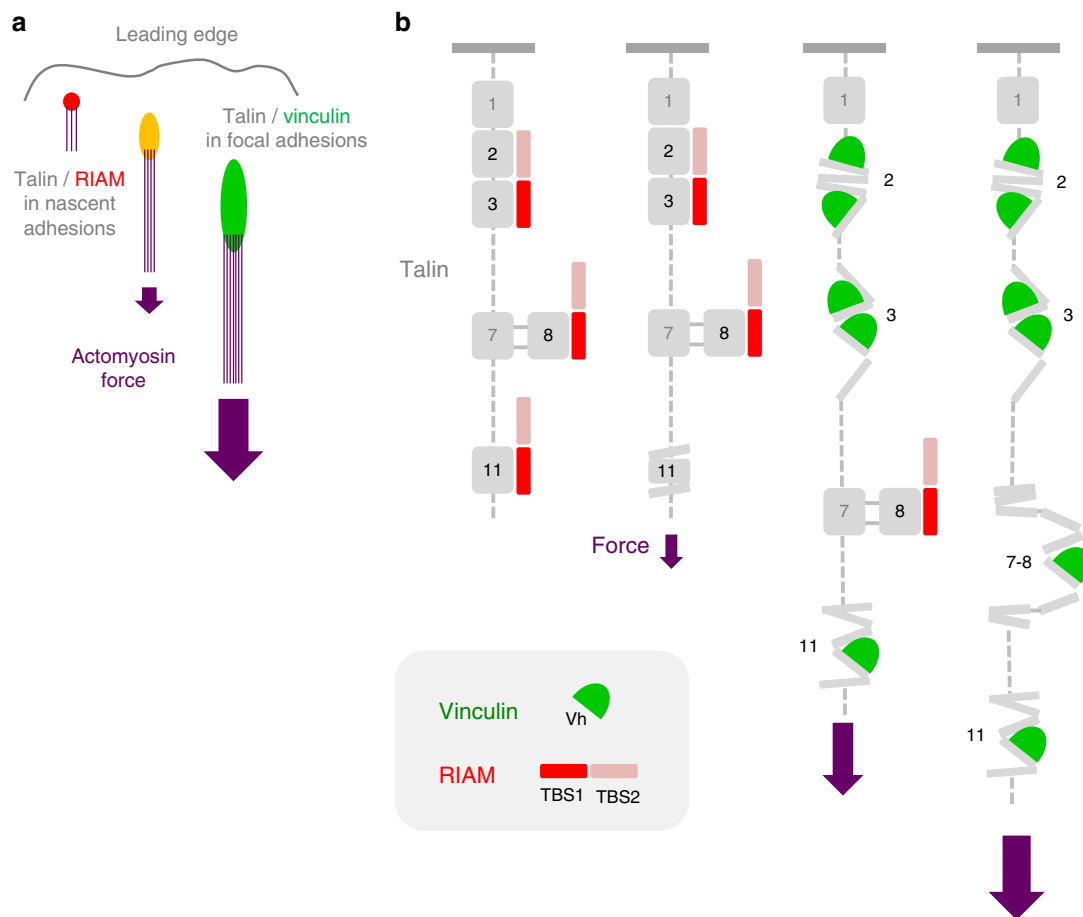 a
Leading edge
Talin / vinculin
in focal adhesions
Talin / RIAM
in nascent
adhesions
Actomyosin
force
b
Talin
1
2
3
7
8
11
1
2
3
7
8
11
Force
1
2
3
7
8
11
1
2
3
7-8
11
Vinculin
Vh
RIAM
TBS1
TBS2